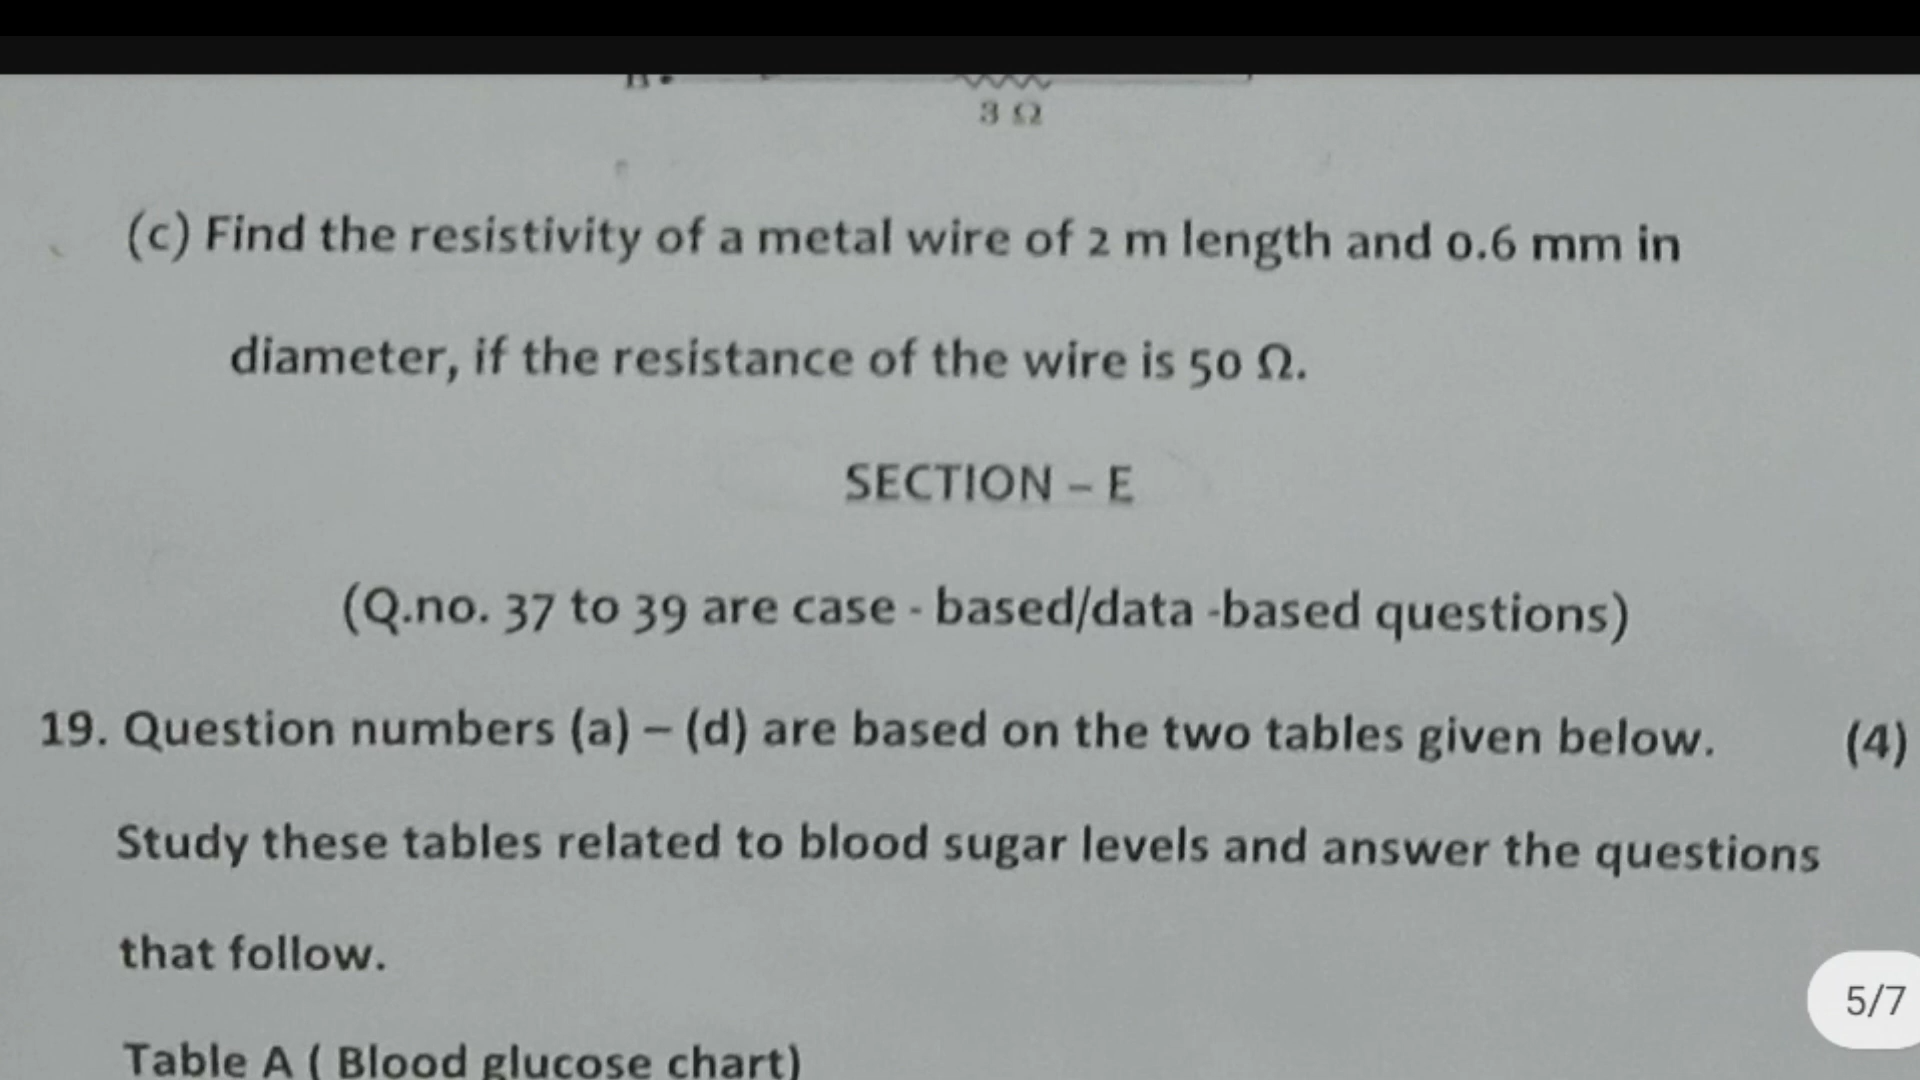 3 Ω
(c) Find the resistivity of a metal wire of 2 m length and 0.6 mm in
diameter, if the resistance of the wire is 50 Ω.
SECTION – E
(Q.no. 37 to 39 are case - based/data -based questions)
19. Question numbers (a) – (d) are based on the two tables given below. (4)
Study these tables related to blood sugar levels and answer the questions
that follow.
5/7
Table A ( Blood glucose chart)